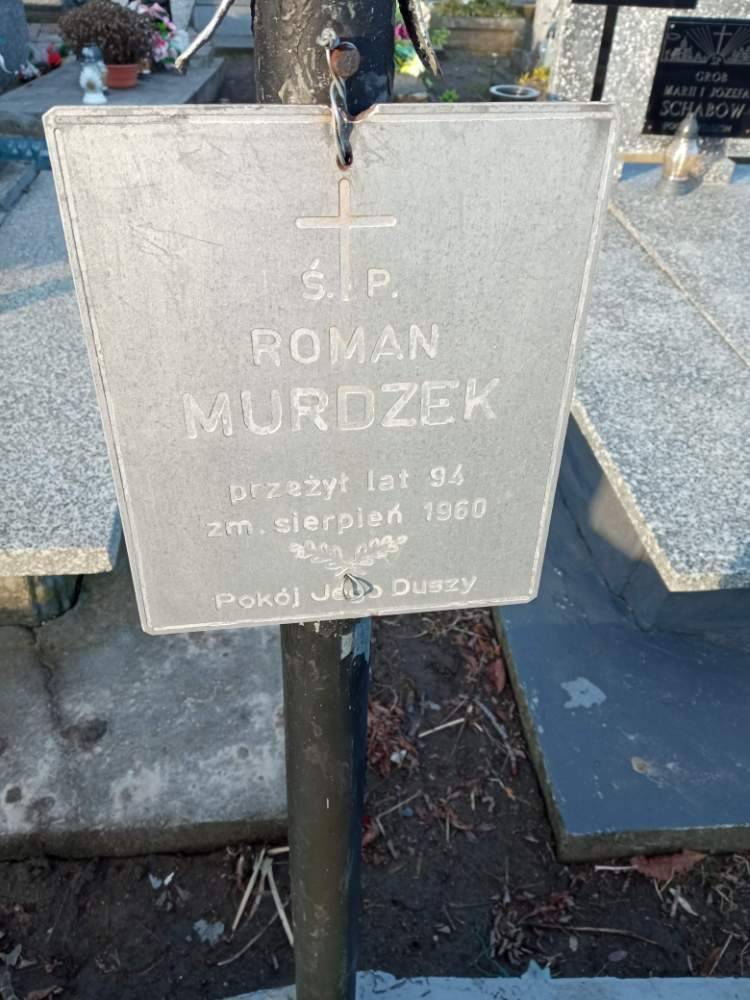 Ś. P.
ROMAN
MURDZEK
przeżył lat 94
zm. sierpień 1960
Pokój Jego Duszy
GRÓB
MARII I JÓZEFA
SCHABOW